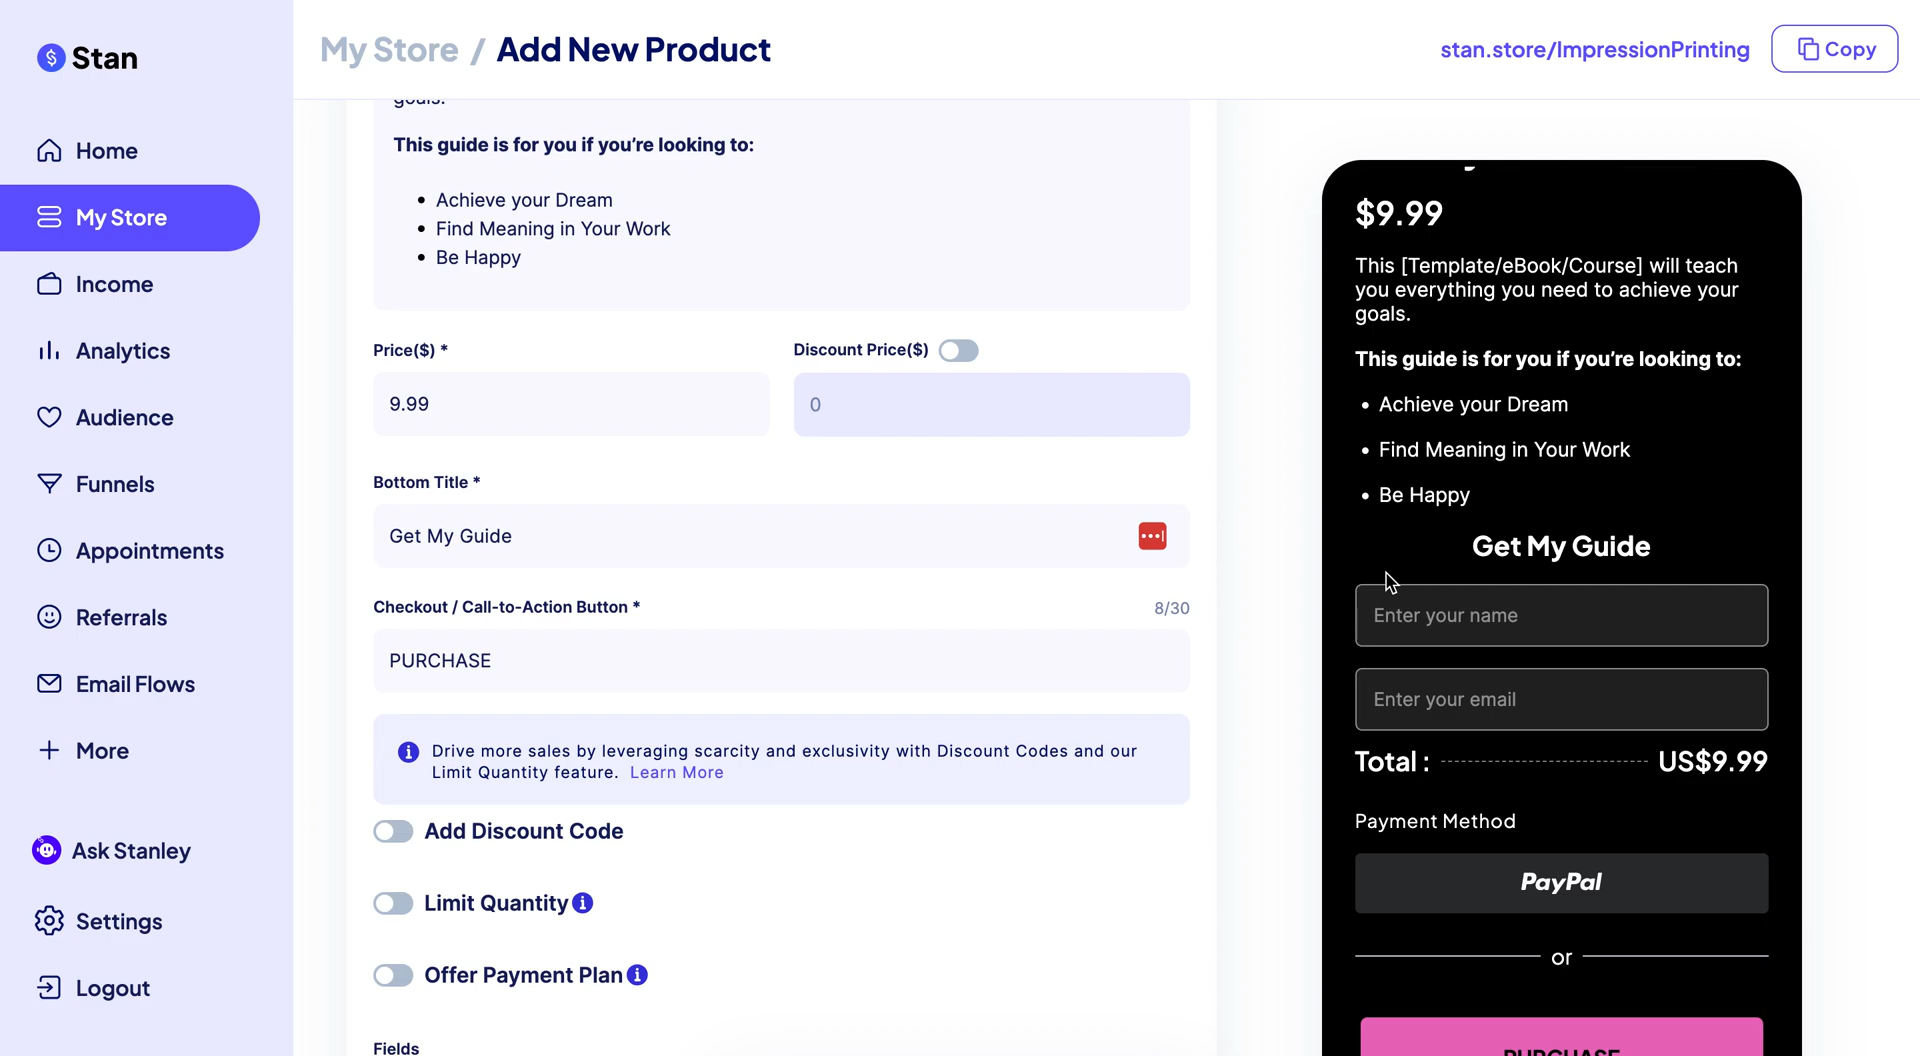 Stan
My Store / Add New Product
stan.store/ImpressionPrinting
Copy
Home
My Store
Income
Analytics
Audience
Funnels
Appointments
Referrals
Email Flows
More
Ask Stanley
Settings
Logout
goals.
This guide is for you if you're looking to:
• Achieve your Dream
• Find Meaning in Your Work
• Be Happy
Price($) *
9.99
Discount Price($)
0
Bottom Title *
Get My Guide
Checkout / Call-to-Action Button *
8/30
PURCHASE
Drive more sales by leveraging scarcity and exclusivity with Discount Codes and our
Limit Quantity feature. Learn More
Add Discount Code
Limit Quantity
Offer Payment Plan
Fields
$9.99
This [Template/eBook/Course] will teach
you everything you need to achieve your
goals.
This guide is for you if you're looking to:
• Achieve your Dream
• Find Meaning in Your Work
• Be Happy
Get My Guide
Enter your name
Enter your email
Total : US$9.99
Payment Method
PayPal
or
PURCHASE